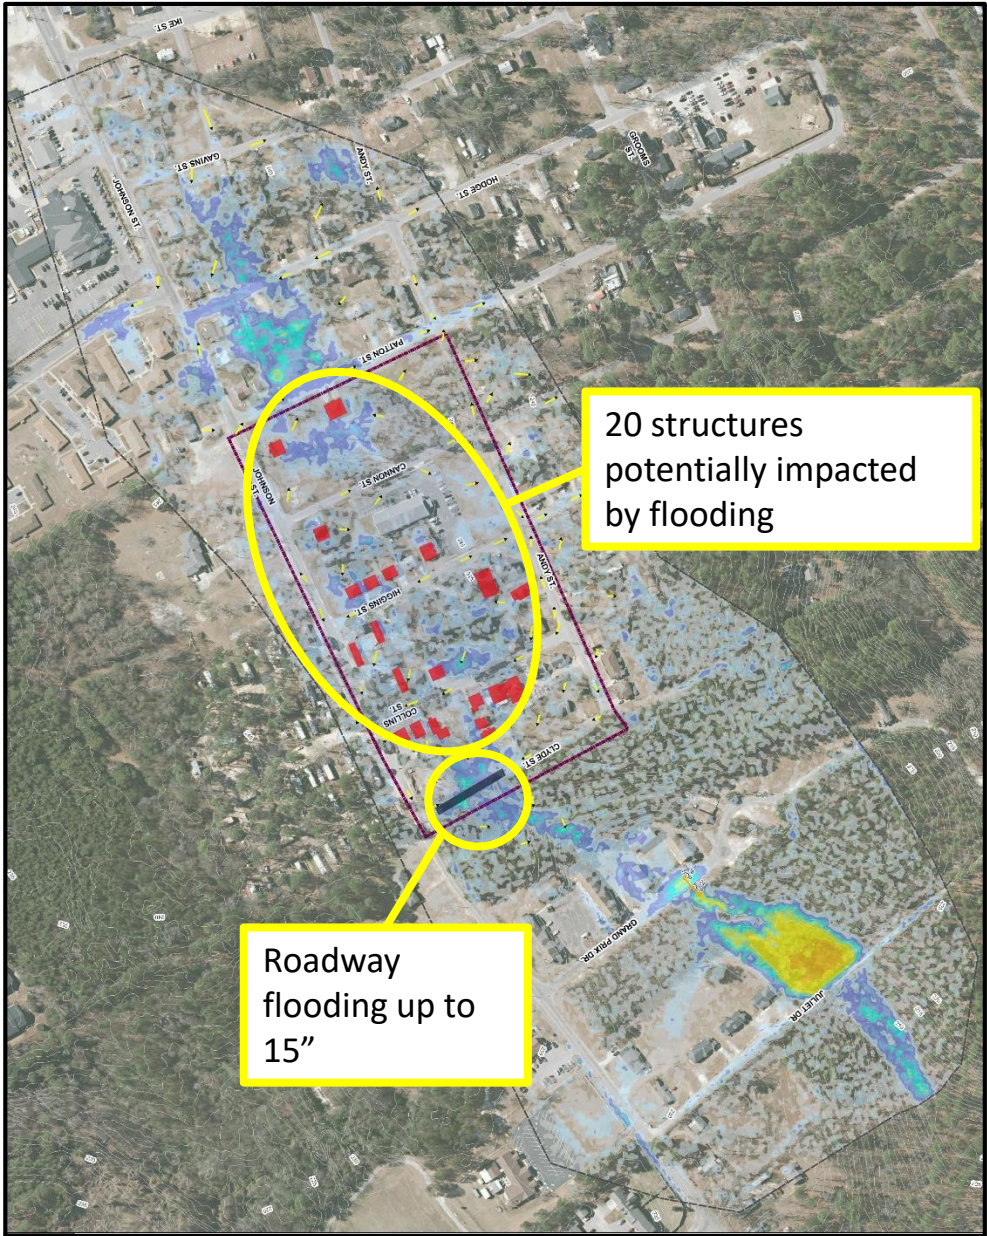 IKE ST.
GAVINS ST.
ANDY ST.
GROOMS
ST.
HODGE ST.
JOHNSON ST.
PATTON ST.
20 structures
potentially impacted
by flooding
CANNON ST.
JOHNSON
ST.
ANDY ST.
HIGGINS ST.
COLLINS
ST.
CLYDE ST.
GRAND PRIX DR.
JULIET DR.
Roadway
flooding up to
15”